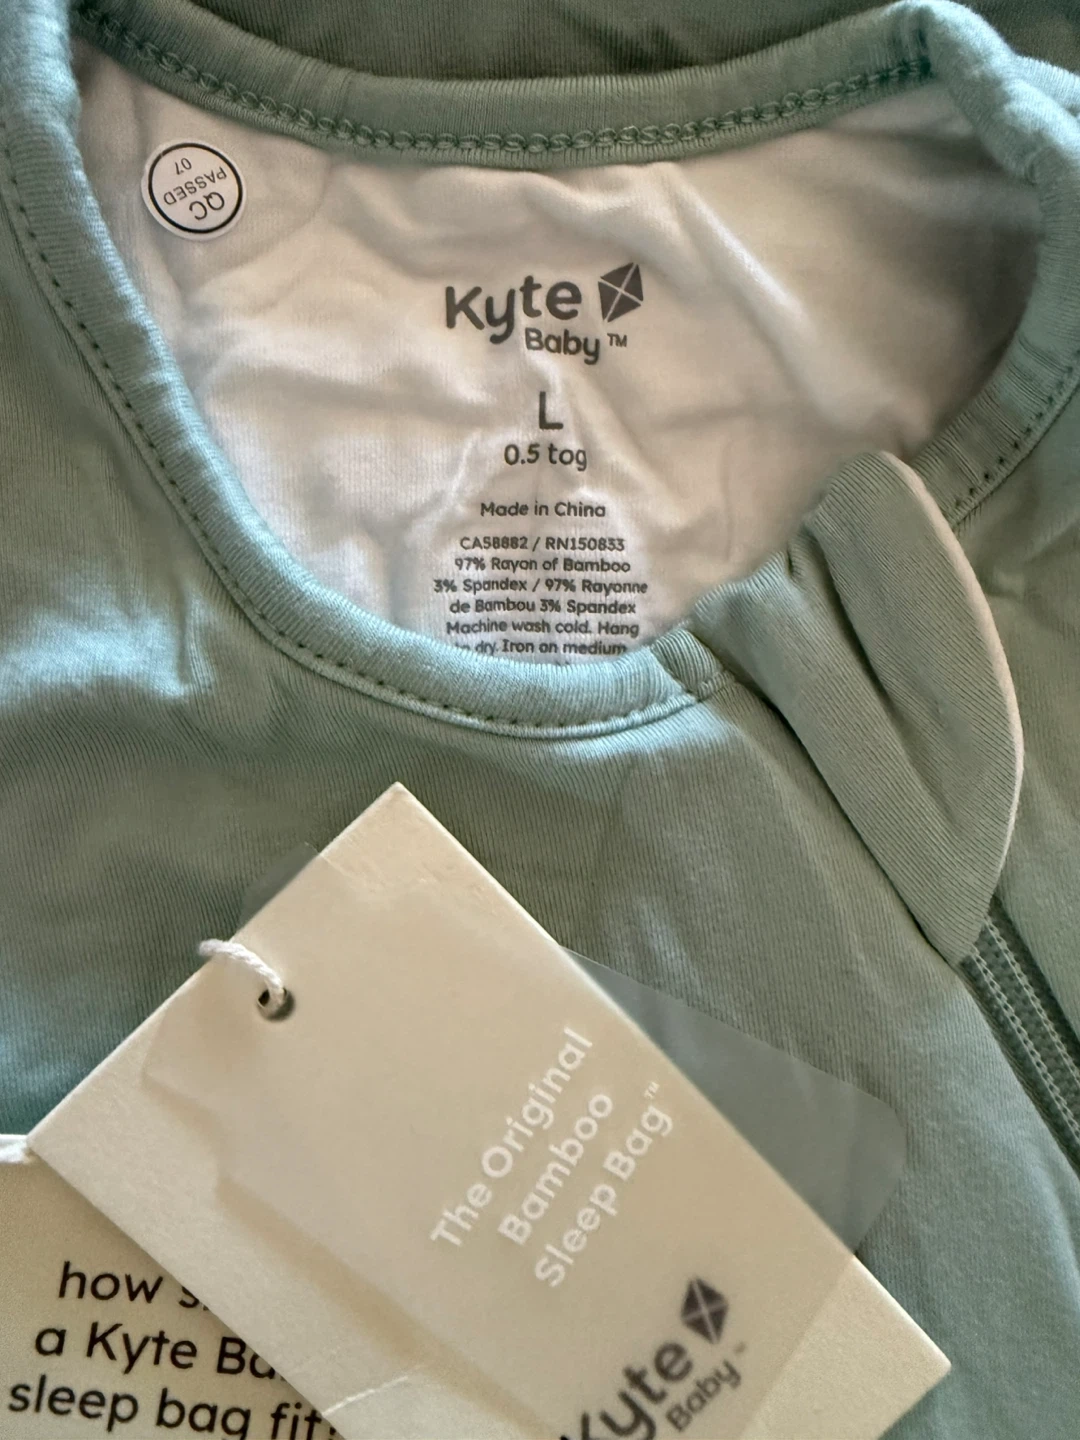 QC
PASSED
07
Kyte
Baby™
L
0.5 tog
Made in China
CA58882 / RN150833
97% Rayon of Bamboo
3% Spandex / 97% Rayonne
de Bambou 3% Spandex
Machine wash cold. Hang
dry. Iron on medium
The Original
Bamboo
Sleep Bag™
Kyte
Baby™
how
a Kyte
sleep bag fit